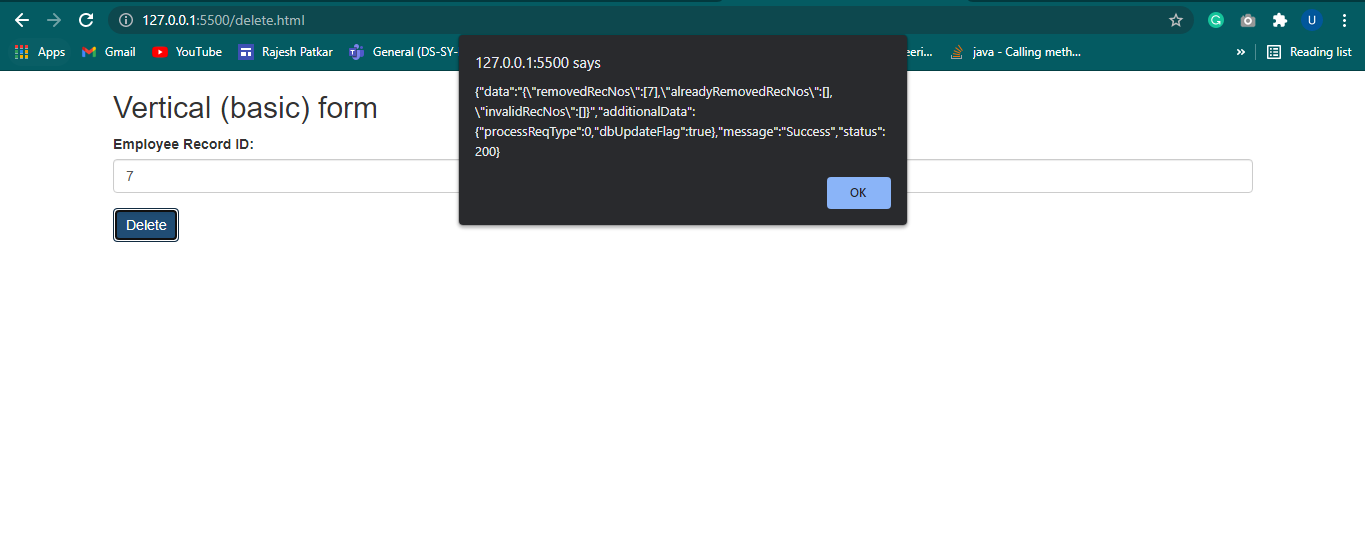 127.0.0.1:5500/delete.html
Apps Gmail YouTube Rajesh Patkar General (DS-SY- eeri... java - Calling meth... » Reading list
127.0.0.1:5500 says
{"data":"{\"removedRecNos\":[7],\"alreadyRemovedRecNos\":[],
\"invalidRecNos\":[]}","additionalData":
{"processReqType":0,"dbUpdateFlag":true},"message":"Success","status":
200}
OK
Vertical (basic) form
Employee Record ID:
7
Delete